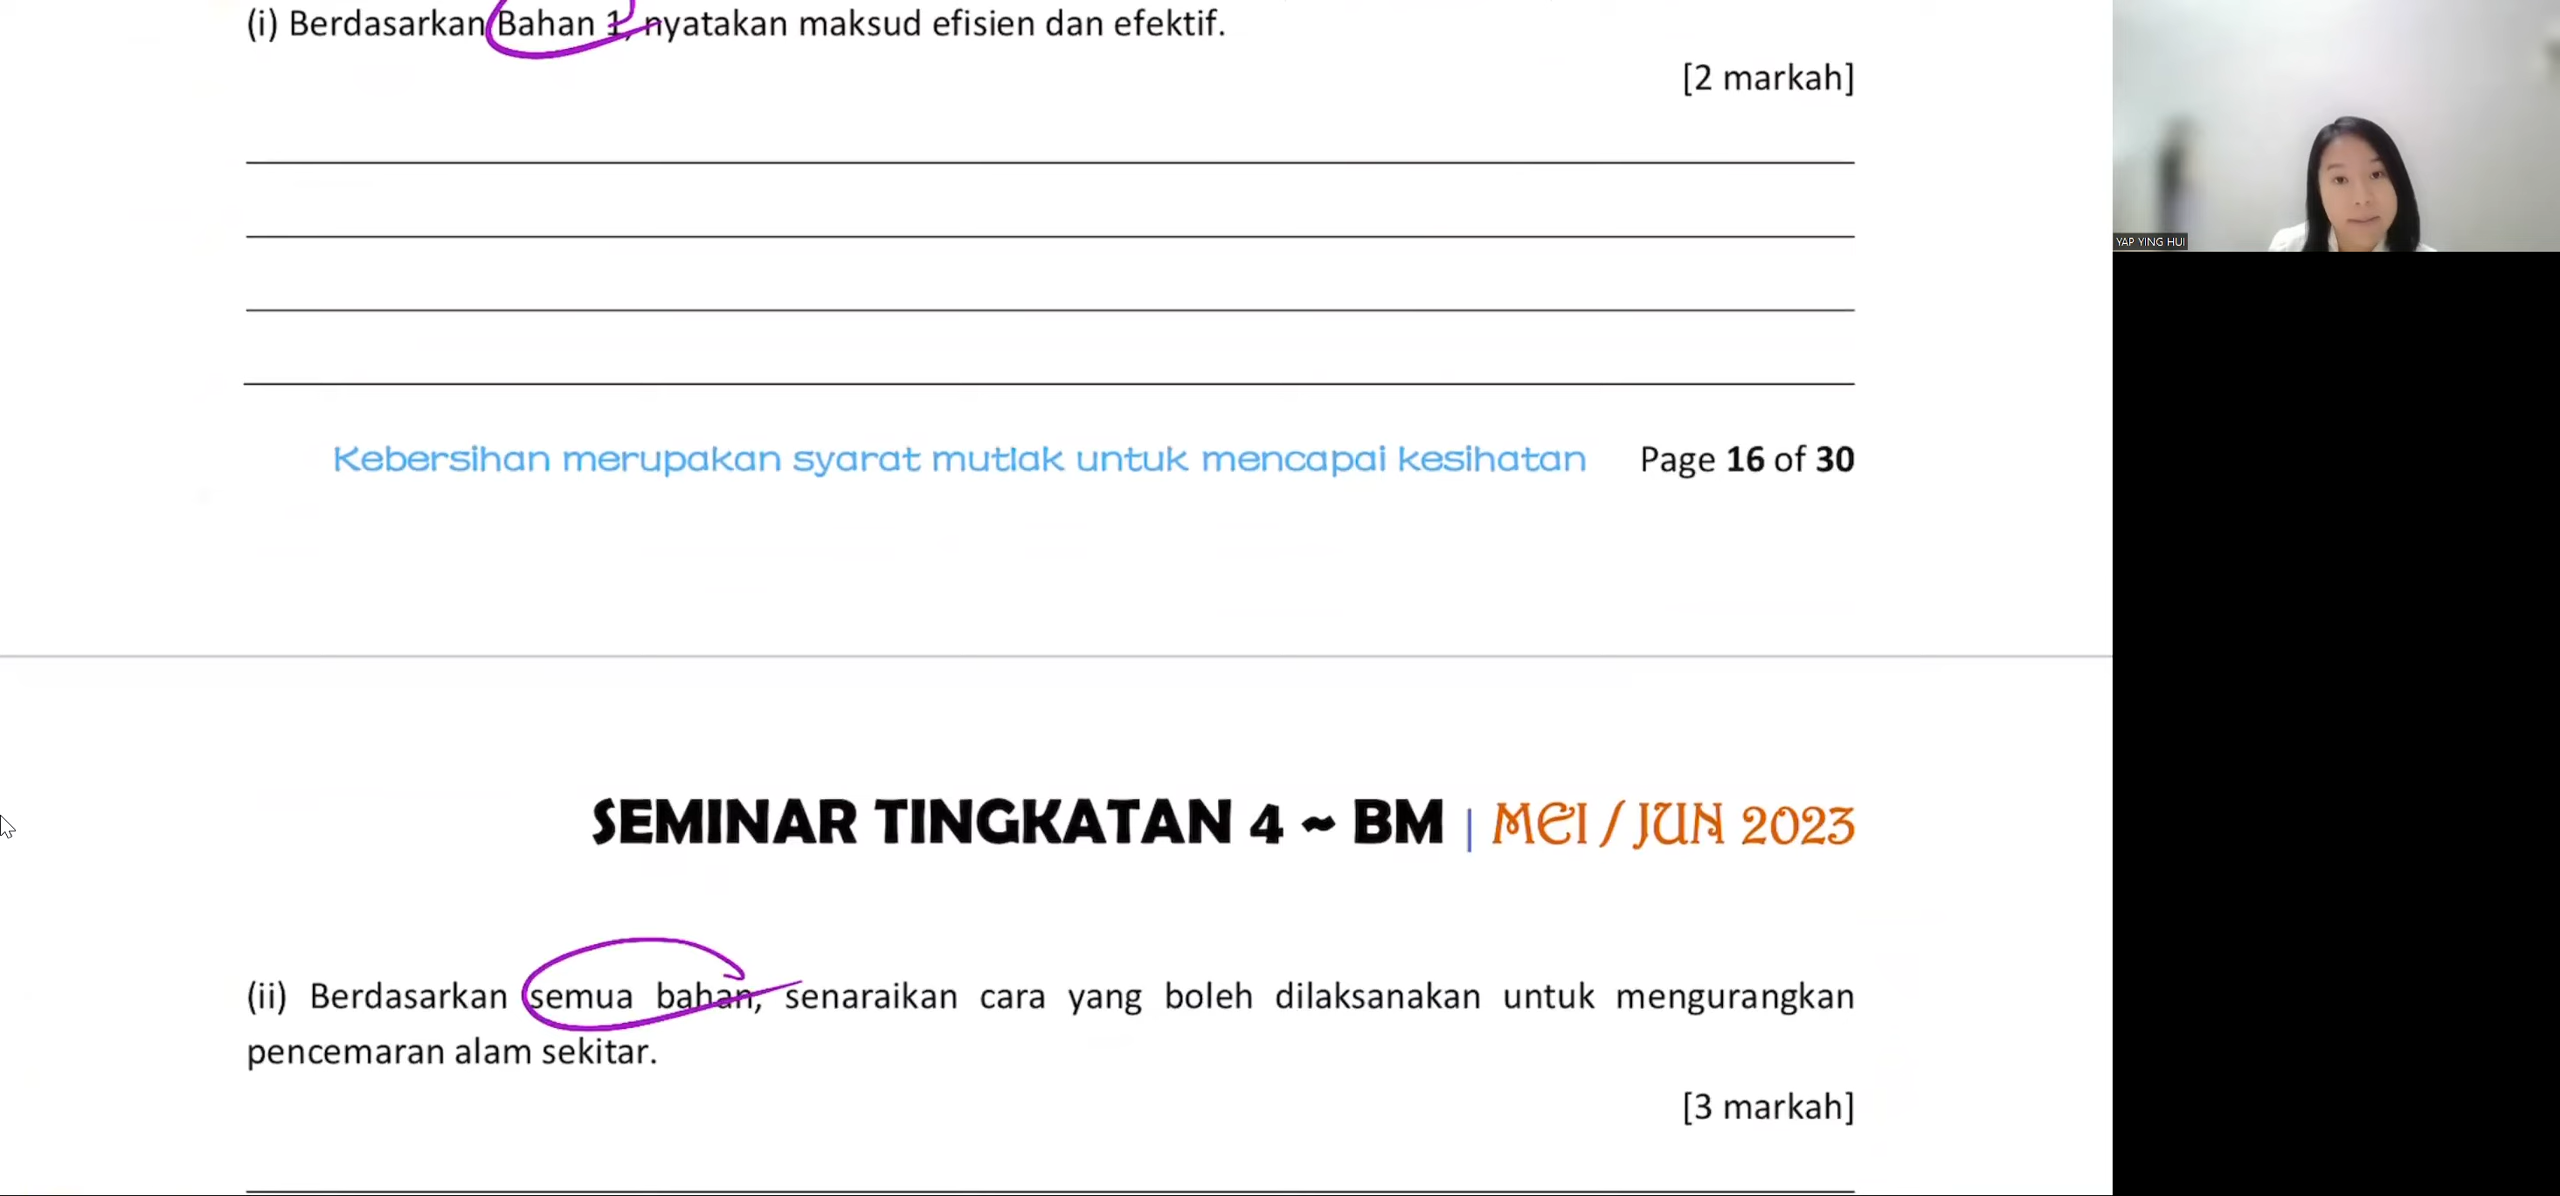 (i) Berdasarkan Bahan 1, nyatakan maksud efisien dan efektif.
[2 markah]
YAP YING HUI
Kebersihan merupakan syarat mutlak untuk mencapai kesihatan Page 16 of 30
SEMINAR TINGKATAN 4 ~ BM | MEI / JUN 2023
(ii) Berdasarkan semua bahan, senaraikan cara yang boleh dilaksanakan untuk mengurangkan
pencemaran alam sekitar.
[3 markah]